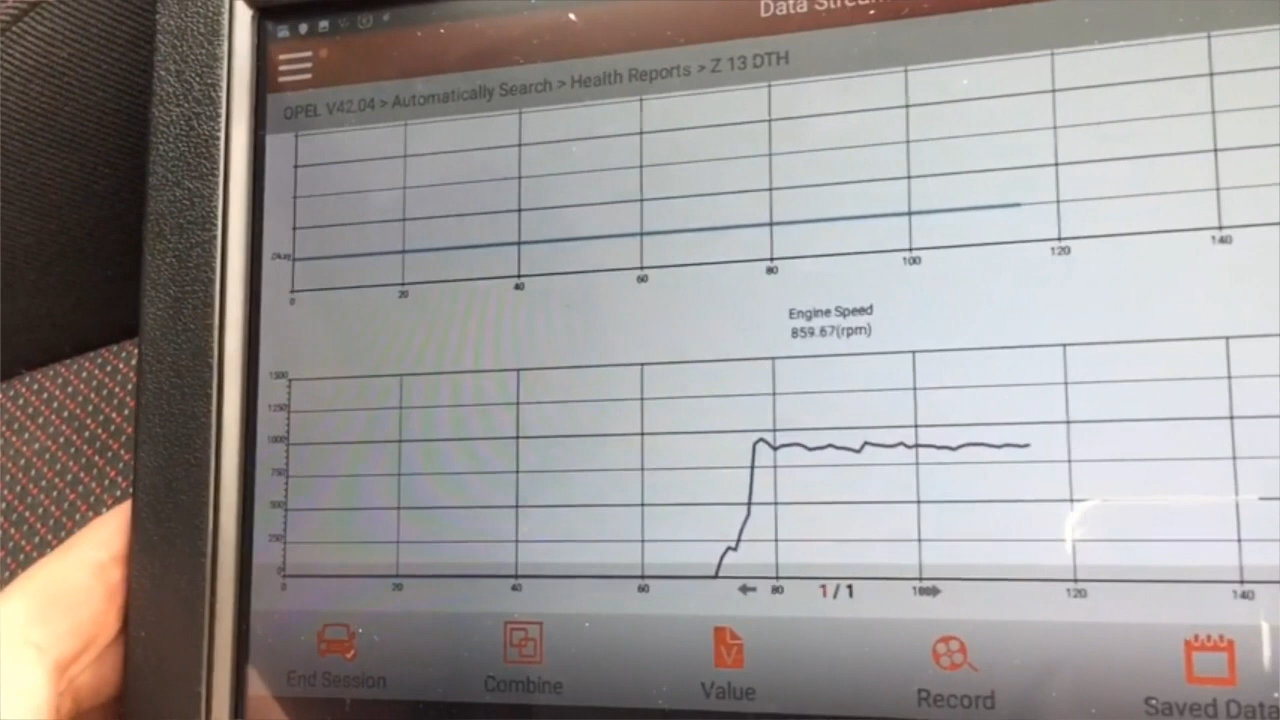 Data Stream
OPEL V42.04 > Automatically Search > Health Reports > Z 13 DTH
0 20 40 60 80 100 120 140
Engine Speed
859.67(rpm)
1500
1250
1000
750
500
250
0
0 20 40 60 80 100 120 140
1 / 1
End Session Combine Value Record Saved Data